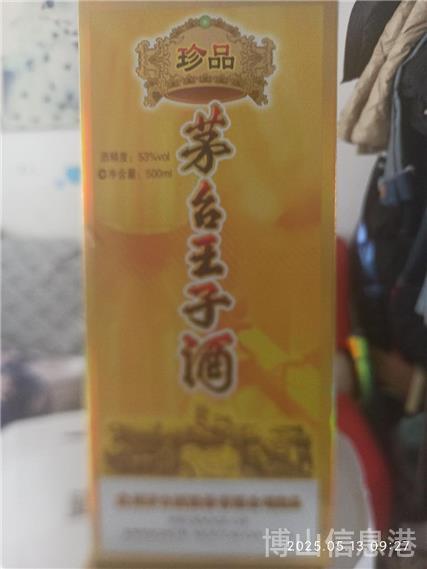 珍品
茅台王子酒
酒精度：53%vol
净含量：500ml
博山信息港
2025.05.13 09:27